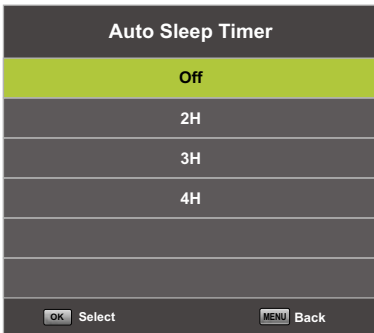 Auto Sleep Timer
Off
2H
3H
4H
OK Select MENU Back